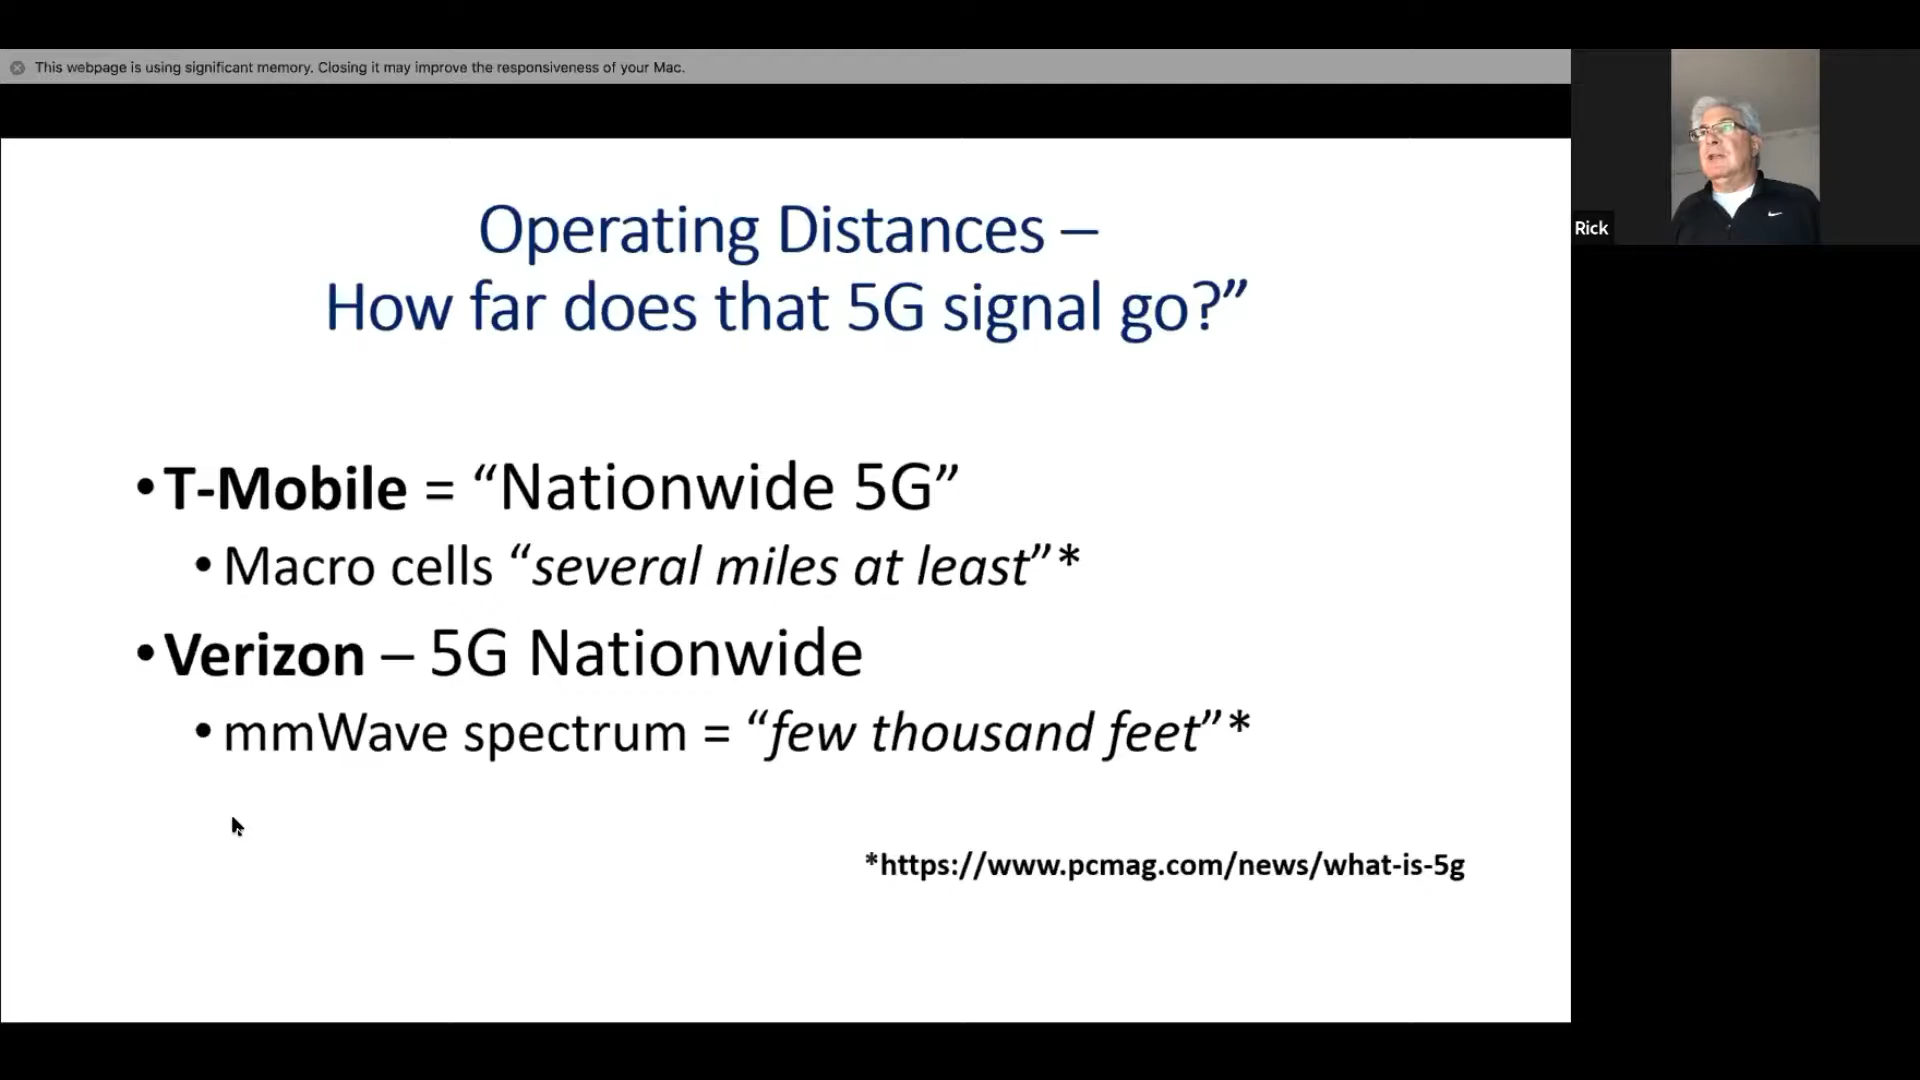 This webpage is using significant memory. Closing it may improve the responsiveness of your Mac.
Rick
Operating Distances –
How far does that 5G signal go?”
•T-Mobile = “Nationwide 5G”
•Macro cells “several miles at least”*
•Verizon – 5G Nationwide
•mmWave spectrum = “few thousand feet”*
*https://www.pcmag.com/news/what-is-5g